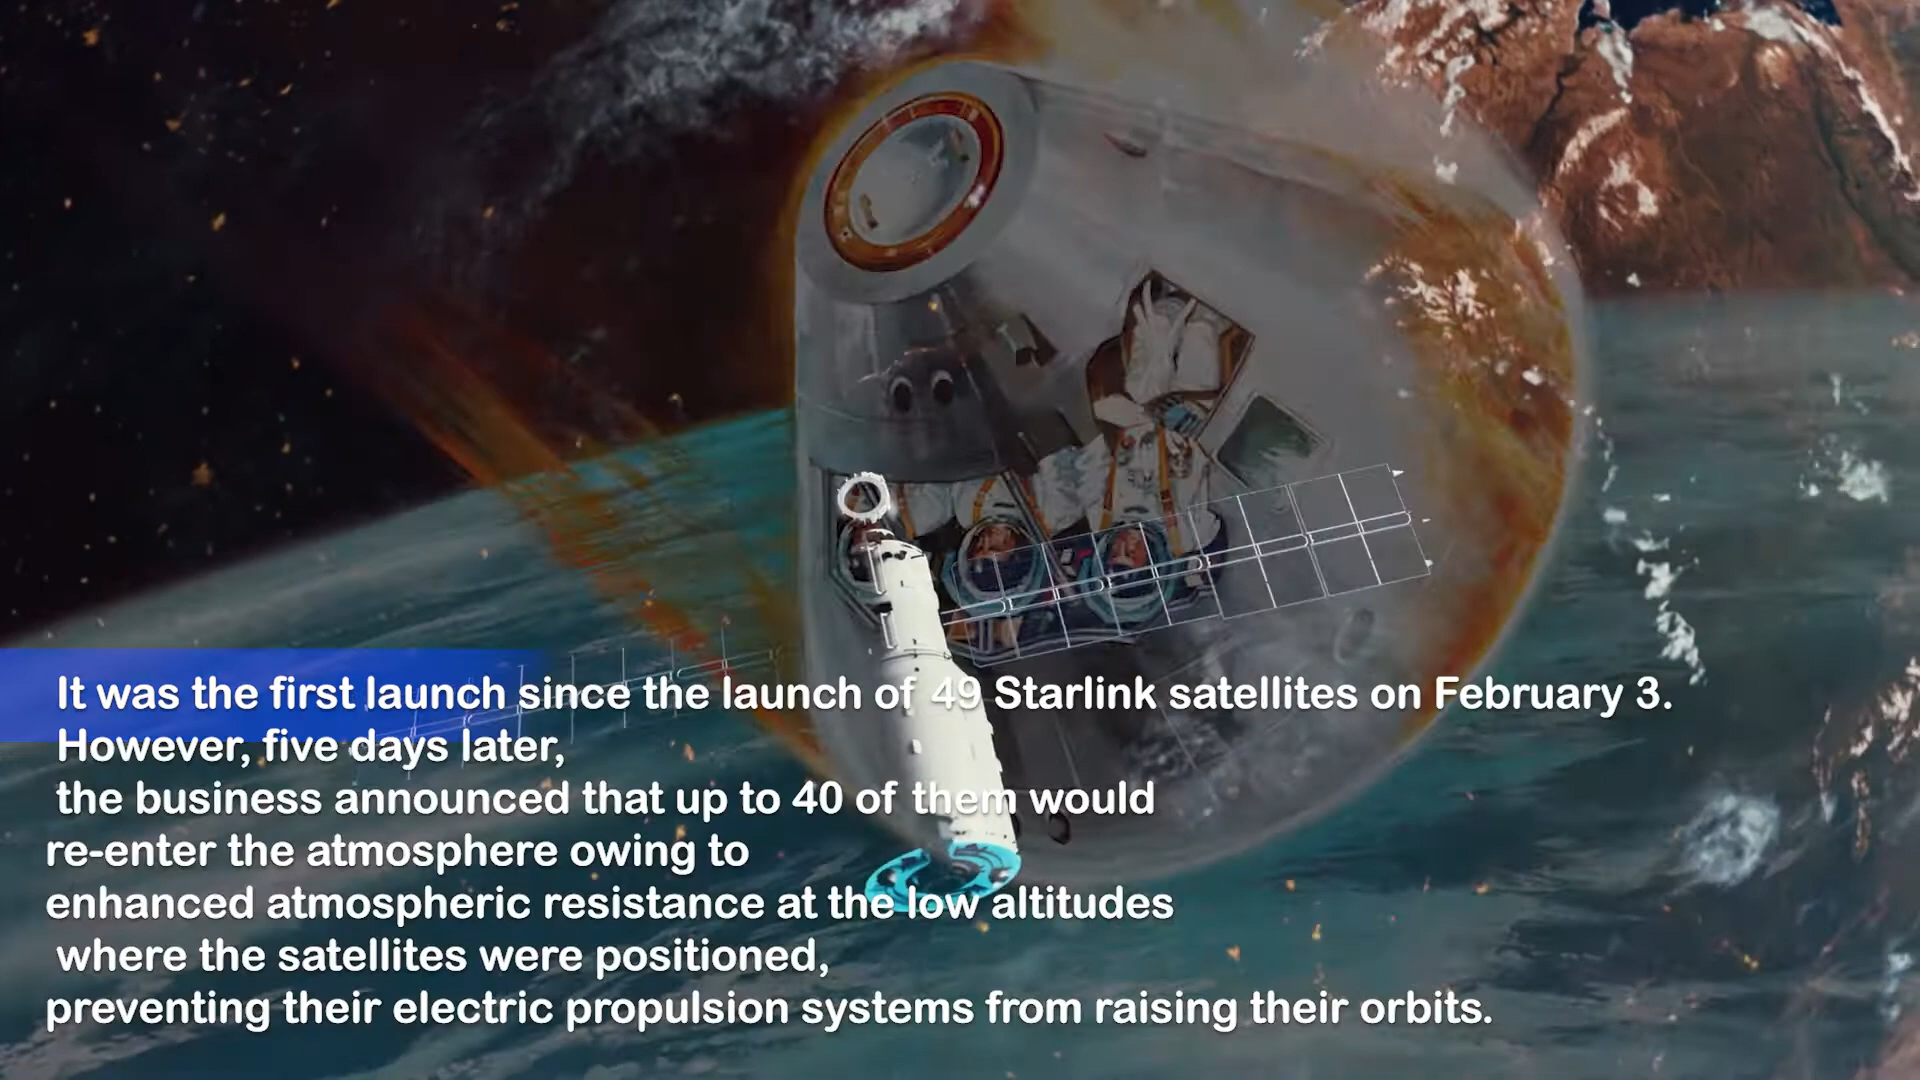 It was the first launch since the launch of 49 Starlink satellites on February 3.
However, five days later,
the business announced that up to 40 of them would
re-enter the atmosphere owing to
enhanced atmospheric resistance at the low altitudes
where the satellites were positioned,
preventing their electric propulsion systems from raising their orbits.